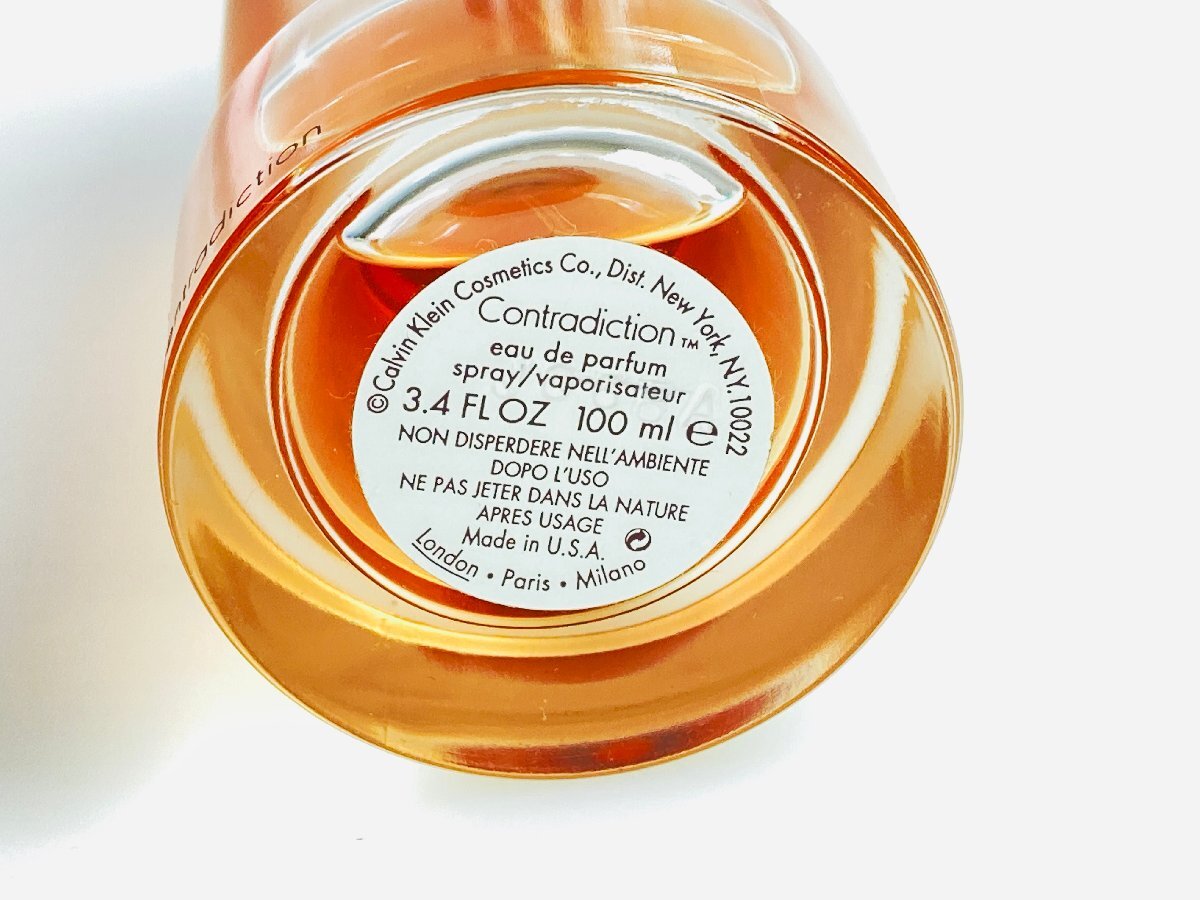 ©Calvin Klein Cosmetics Co., Dist. New York, NY.10022
Contradiction™
eau de parfum
spray/vaporisateur
3.4 FL OZ 100 ml ℮
NON DISPERDERE NELL'AMBIENTE
DOPO L'USO
NE PAS JETER DANS LA NATURE
APRES USAGE
Made in U.S.A.
London • Paris • Milano